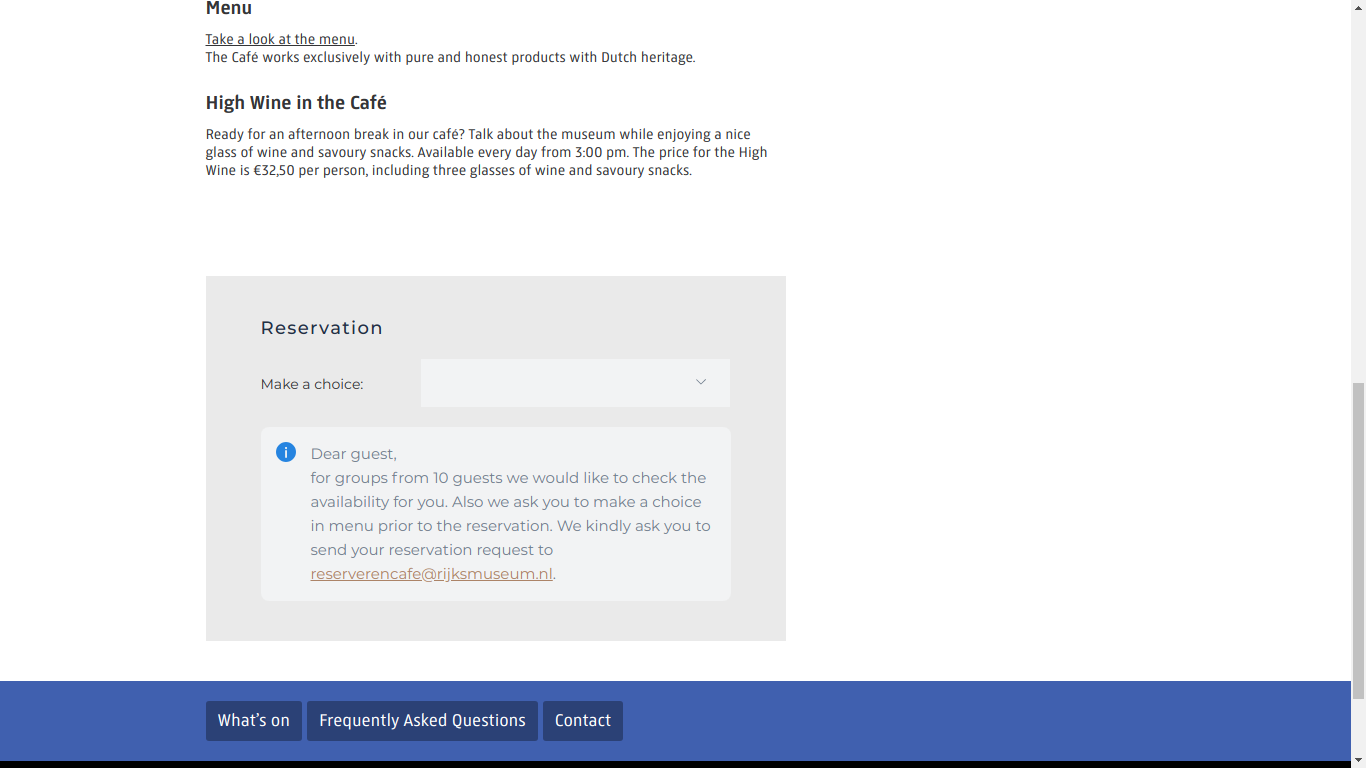 Menu
Take a look at the menu.
The Café works exclusively with pure and honest products with Dutch heritage.
High Wine in the Café
Ready for an afternoon break in our café? Talk about the museum while enjoying a nice
glass of wine and savoury snacks. Available every day from 3:00 pm. The price for the High
Wine is €32,50 per person, including three glasses of wine and savoury snacks.
Reservation
Make a choice:
Dear guest,
for groups from 10 guests we would like to check the
availability for you. Also we ask you to make a choice
in menu prior to the reservation. We kindly ask you to
send your reservation request to
reserverencafe@rijksmuseum.nl.
What’s on
Frequently Asked Questions
Contact